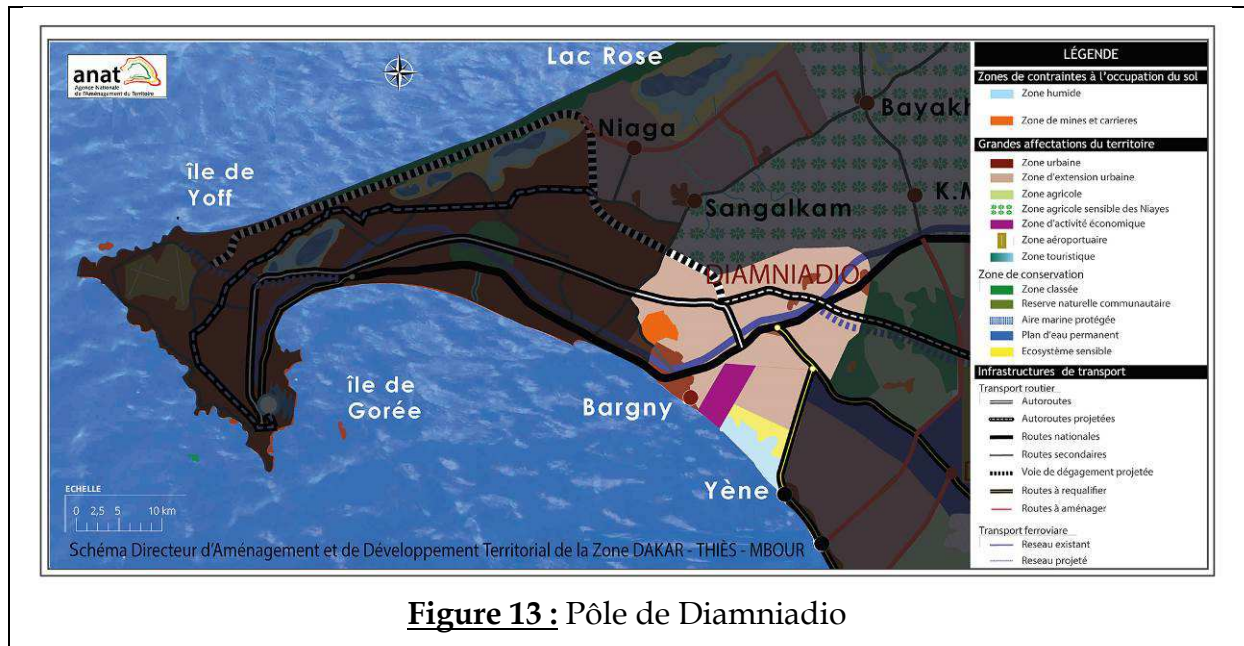 anat
Agence Nationale
de l'Aménagement du Territoire
Lac Rose
Bayakh
Niaga
île de
Yoff
Sangalkam
K.M
DIAMNIADIO
île de
Gorée
Bargny
Yène
ECHELLE
0 2,5 5 10 km
Schéma Directeur d'Aménagement et de Développement Territorial de la Zone DAKAR - THIÈS - MBOUR
LÉGENDE
Zones de contraintes à l'occupation du sol
Zone humide
Zone de mines et carrieres
Grandes affectations du territoire
Zone urbaine
Zone d'extension urbaine
Zone agricole
Zone agricole sensible des Niayes
Zone d'activité économique
Zone aéroportuaire
Zone touristique
Zone de conservation
Zone classée
Reserve naturelle communautaire
Aire marine protégée
Plan d'eau permanent
Ecosystème sensible
Infrastructures de transport
Transport routier
Autoroutes
Autoroutes projetées
Routes nationales
Routes secondaires
Voie de dégagement projetée
Routes à requalifier
Routes à aménager
Transport ferroviare
Reseau existant
Reseau projeté
Figure 13 : Pôle de Diamniadio